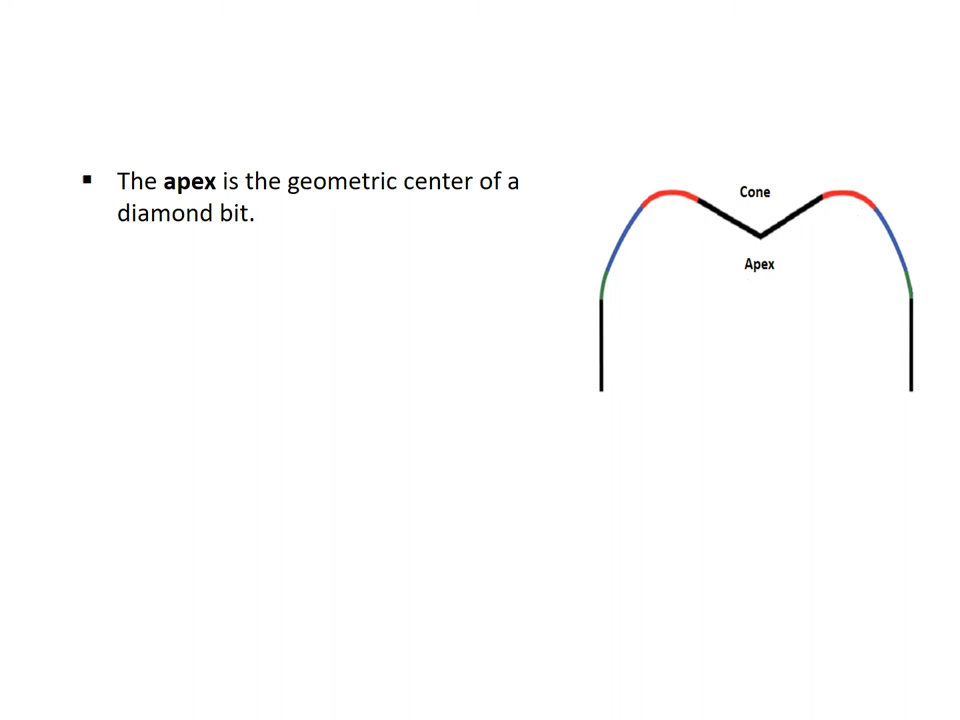 ▪ The apex is the geometric center of a
diamond bit.
Cone
Apex